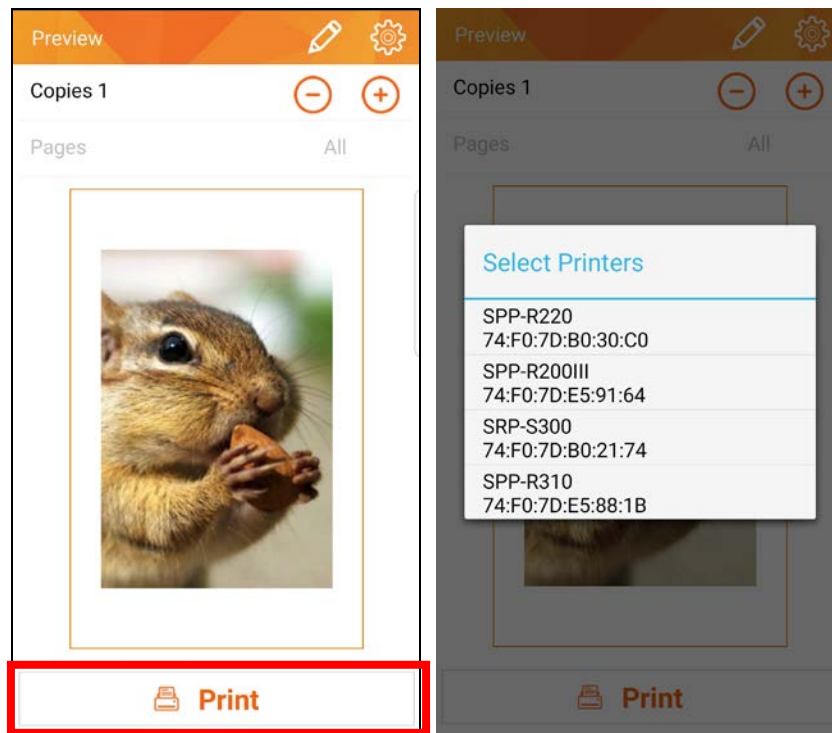 Preview
Copies 1
Pages All
Print
Preview
Copies 1
Pages All
Select Printers
SPP-R220
74:F0:7D:B0:30:C0
SPP-R200III
74:F0:7D:E5:91:64
SRP-S300
74:F0:7D:B0:21:74
SPP-R310
74:F0:7D:E5:88:1B
Print